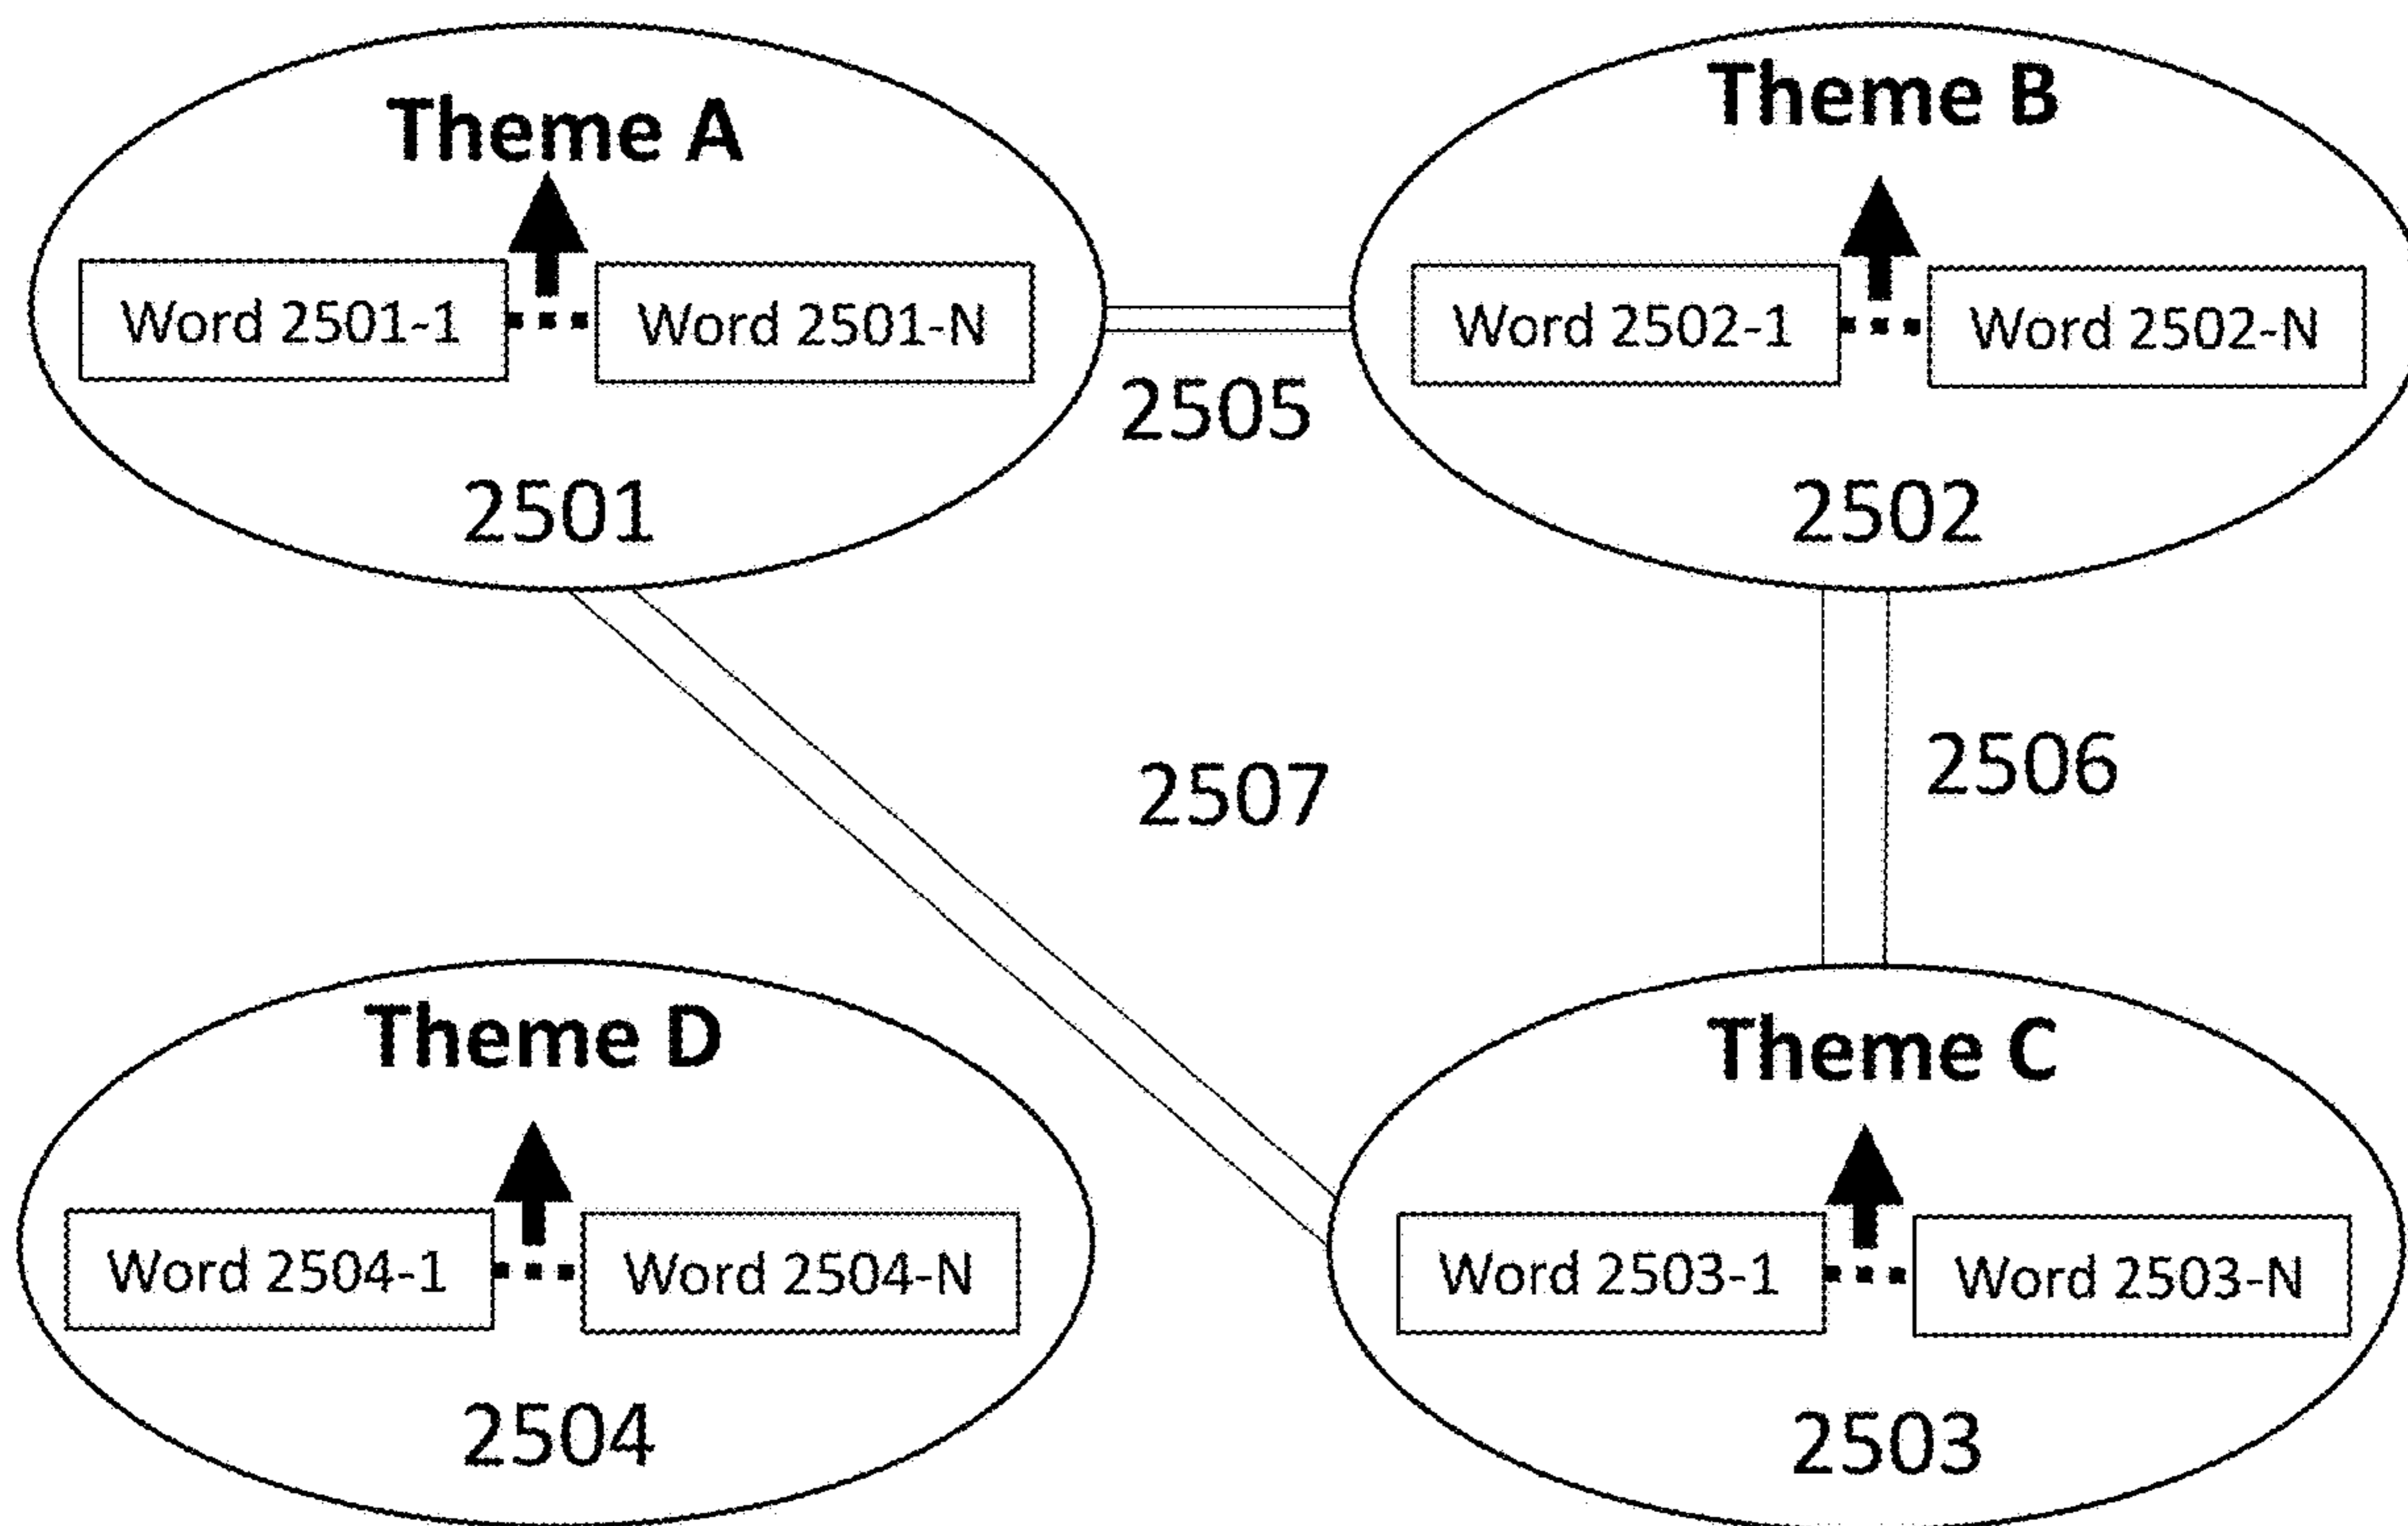 Theme A
Word 2501-1
Word 2501-N
2501
Theme B
Word 2502-1
Word 2502-N
2502
2505
2507
2506
Theme D
Word 2504-1
Word 2504-N
2504
Theme C
Word 2503-1
Word 2503-N
2503